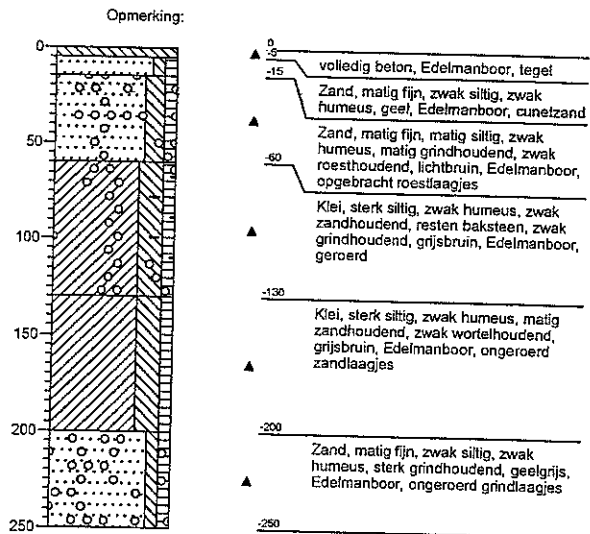 Opmerking:
0
0
-5
volledig beton, Edelmanboor, tegel
-15
Zand, matig fijn, zwak siltig, zwak
humeus, geel, Edelmanboor, cunetzand
50
Zand, matig fijn, matig siltig, zwak
humeus, matig grindhoudend, zwak
roesthoudend, lichtbruin, Edelmanboor,
opgebracht roestlaagjes
-60
Klei, sterk siltig, zwak humeus, zwak
zandhoudend, resten baksteen, zwak
grindhoudend, grijsbruin, Edelmanboor,
geroerd
100
-130
Klei, sterk siltig, zwak humeus, matig
zandhoudend, zwak wortelhoudend,
grijsbruin, Edelmanboor, ongeroerd
zandlaagjes
150
200
-200
Zand, matig fijn, zwak siltig, zwak
humeus, sterk grindhoudend, geelgrijs,
Edelmanboor, ongeroerd grindlaagjes
250
-250